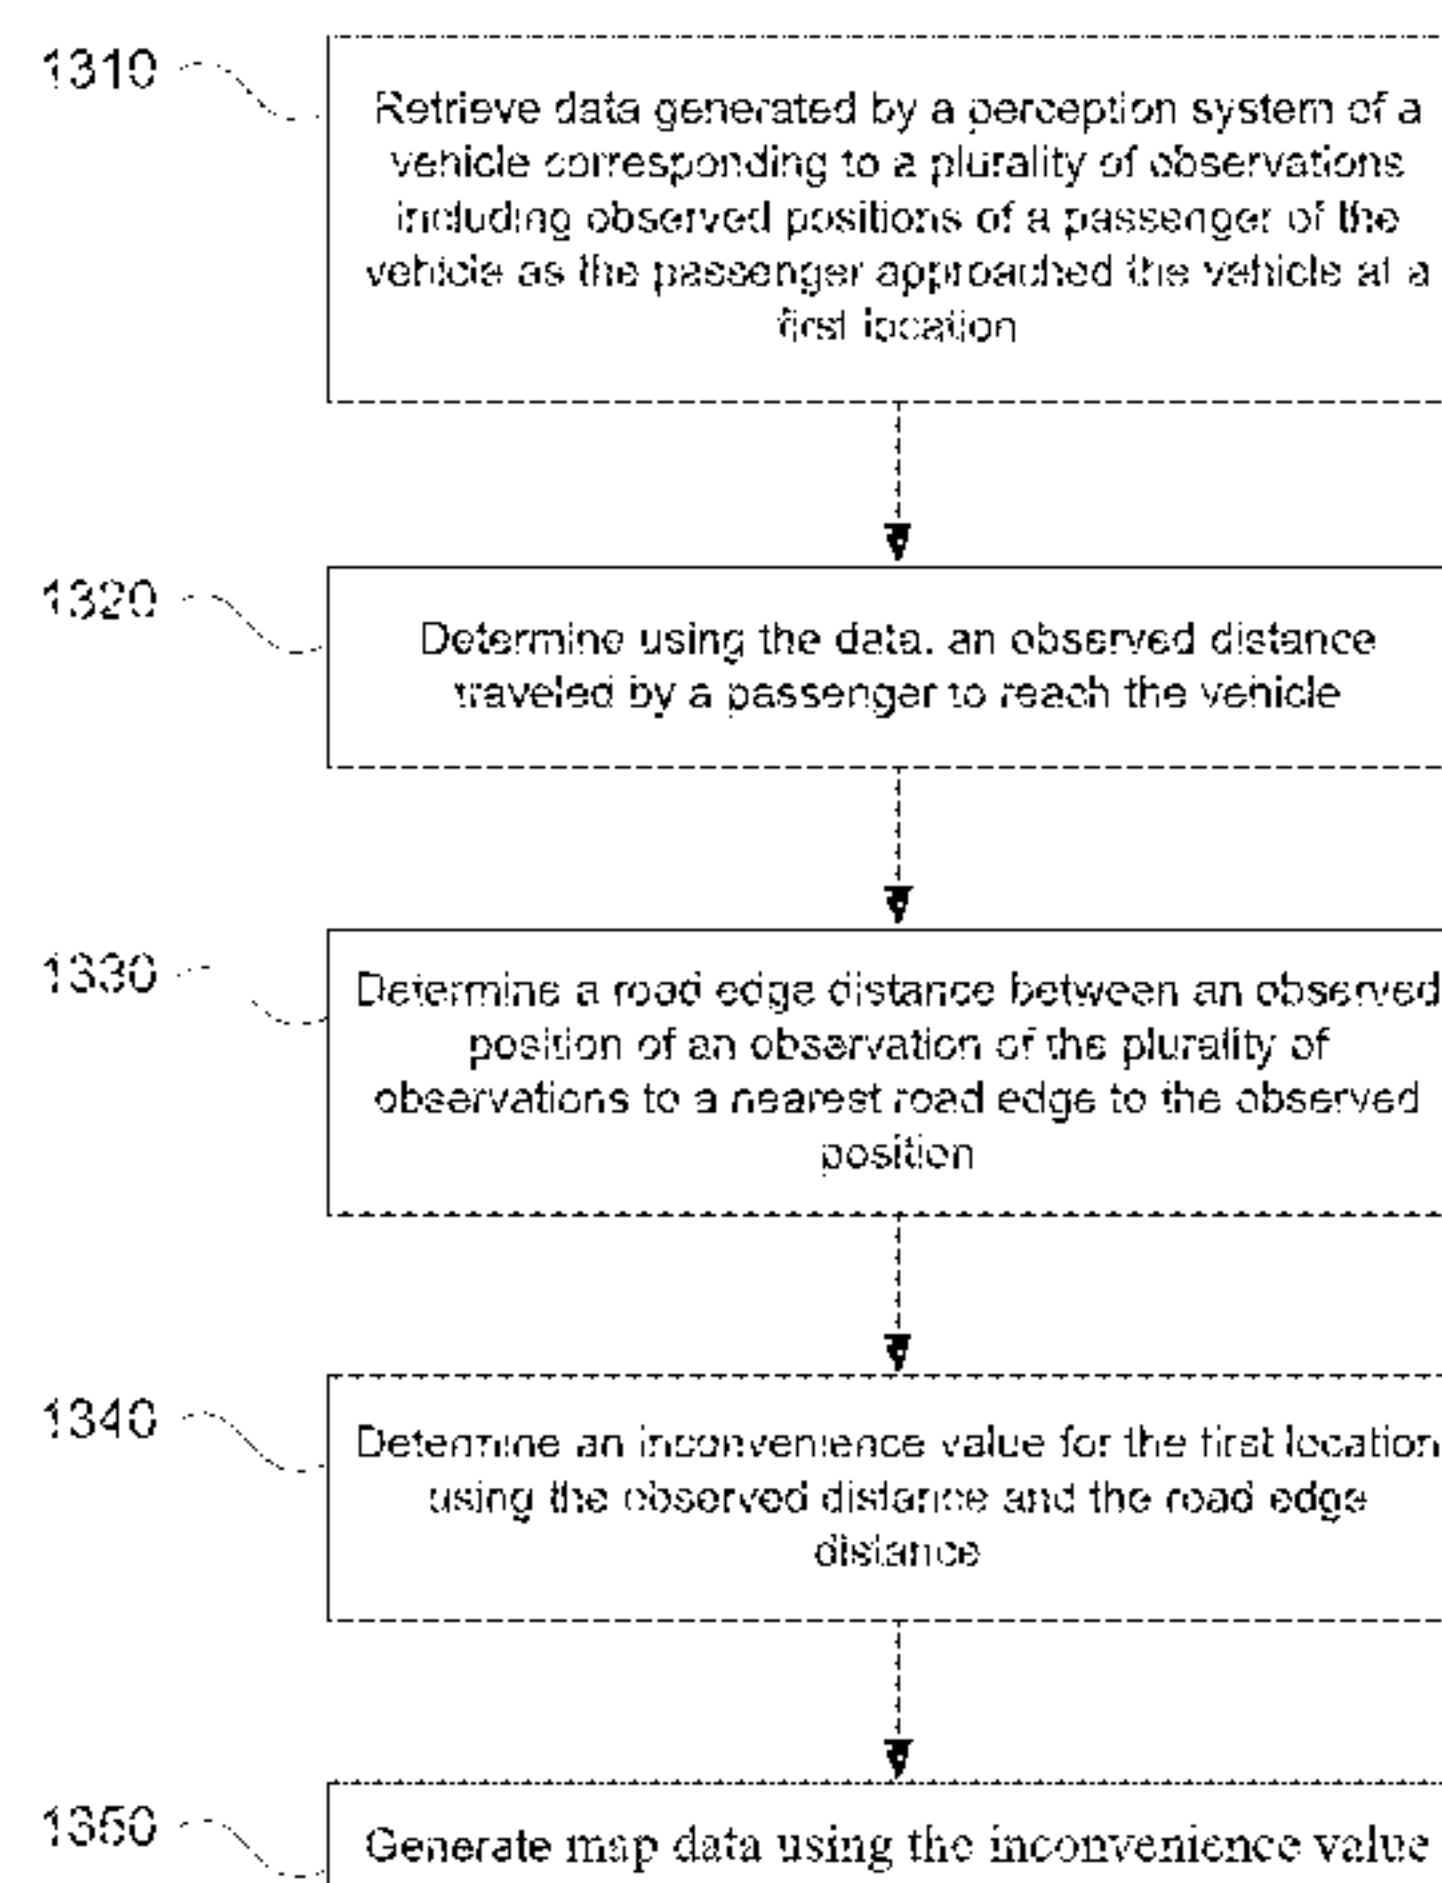 1310
Retrieve data generated by a perception system of a
vehicle corresponding to a plurality of observations
including observed positions of a passenger of the
vehicle as the passenger approached the vehicle at a
first location
1320
Determine using the data, an observed distance
traveled by a passenger to reach the vehicle
1330
Determine a road edge distance between an observed
position of an observation of the plurality of
observations to a nearest road edge to the observed
position
1340
Determine an inconvenience value for the first location
using the observed distance and the road edge
distance
1350
Generate map data using the inconvenience value